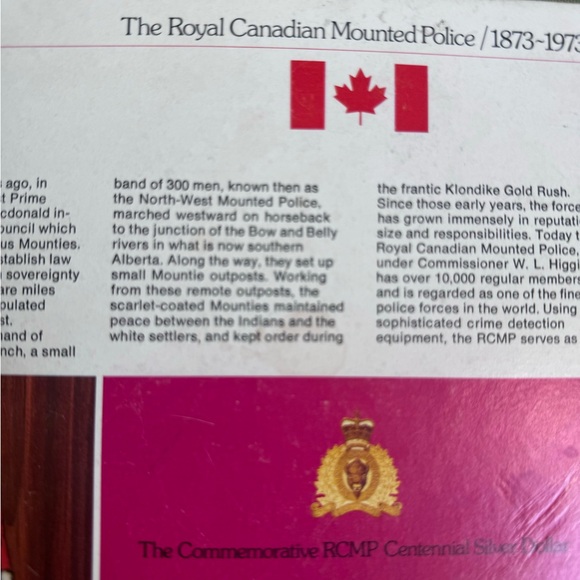 The Royal Canadian Mounted Police / 1873-1973
ago, in
t Prime
cdonald in-
ouncil which
us Mounties.
stablish law
sovereignty
are miles
pulated
st.
and of
nch, a small
band of 300 men, known then as
the North-West Mounted Police,
marched westward on horseback
to the junction of the Bow and Belly
rivers in what is now southern
Alberta. Along the way, they set up
small Mountie outposts. Working
from these remote outposts, the
scarlet-coated Mounties maintained
peace between the Indians and the
white settlers, and kept order during
the frantic Klondike Gold Rush.
Since those early years, the force
has grown immensely in reputati
size and responsibilities. Today t
Royal Canadian Mounted Police,
under Commissioner W. L. Higgi
has over 10,000 regular members
and is regarded as one of the fine
police forces in the world. Using
sophisticated crime detection
equipment, the RCMP serves as
The Commemorative RCMP Centennial Silver Dollar